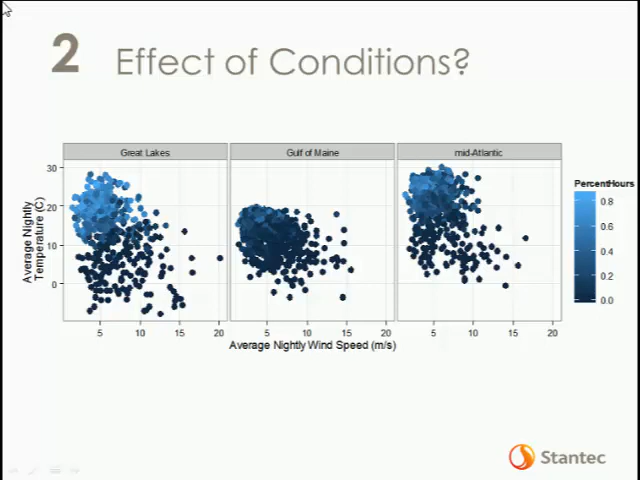 2 Effect of Conditions?
Great Lakes Gulf of Maine mid-Atlantic
PercentHours
30
20
10
0
0.8
0.6
0.4
0.2
0.0
Average Nightly
Temperature (C)
5 10 15 20 5 10 15 20 5 10 15 20
Average Nightly Wind Speed (m/s)
Stantec